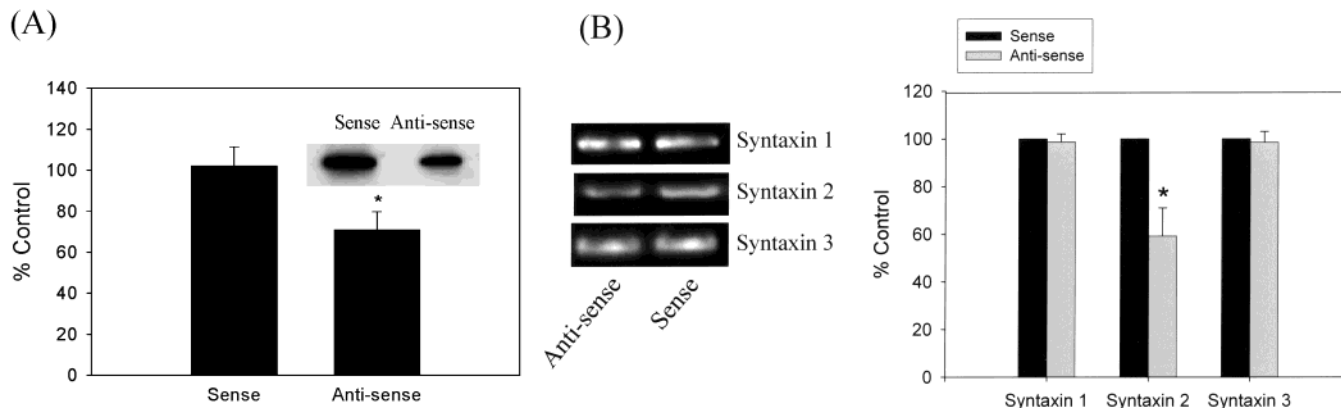 (A)
% Control
140
120
100
80
60
40
20
0
Sense Anti-sense
*
Sense Anti-sense
(B)
Syntaxin 1
Syntaxin 2
Syntaxin 3
Anti-sense Sense
Sense
Anti-sense
% Control
120
100
80
60
40
20
0
*
Syntaxin 1 Syntaxin 2 Syntaxin 3